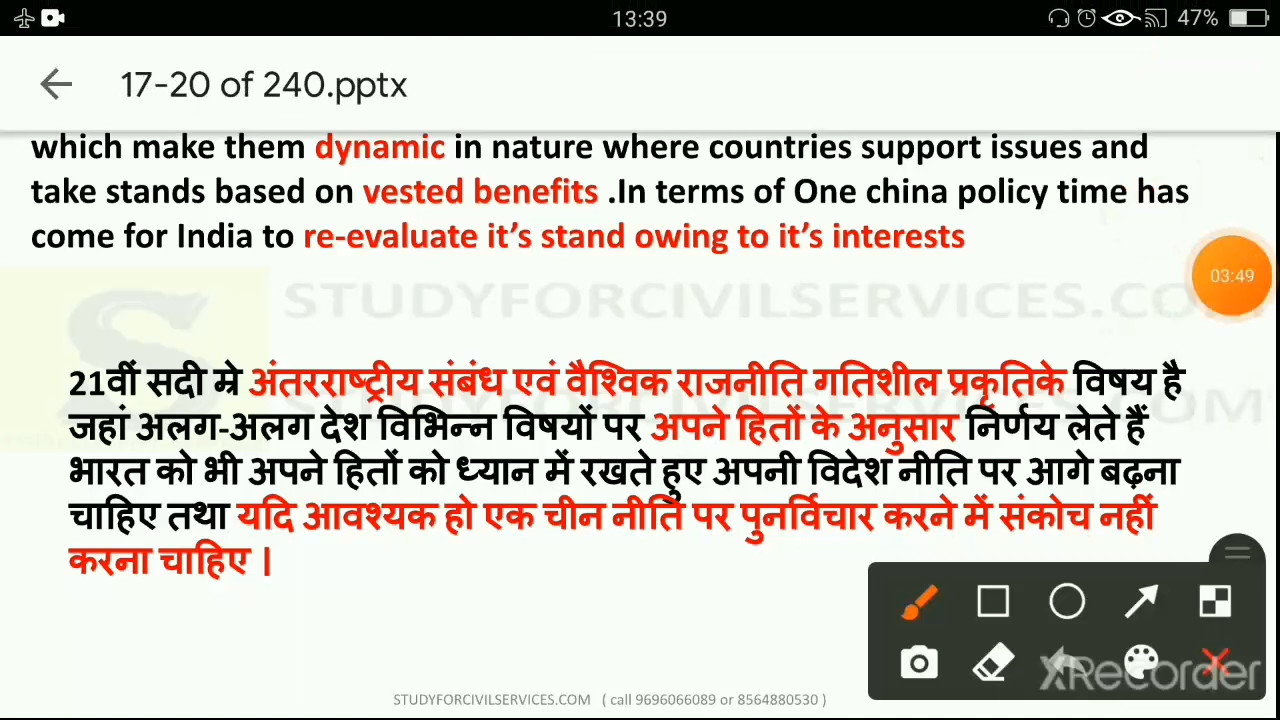 13:39
47%
17-20 of 240.pptx
which make them dynamic in nature where countries support issues and
take stands based on vested benefits .In terms of One china policy time has
come for India to re-evaluate it's stand owing to it's interests
03:49
STUDYFORCIVILSERVICES.COM
21वीं सदी म्रे अंतरराष्ट्रीय संबंध एवं वैश्विक राजनीति गतिशील प्रकृतिके विषय है
जहां अलग-अलग देश विभिन्न विषयों पर अपने हितों के अनुसार निर्णय लेते हैं
भारत को भी अपने हितों को ध्यान में रखते हुए अपनी विदेश नीति पर आगे बढ़ना
चाहिए तथा यदि आवश्यक हो एक चीन नीति पर पुनर्विचार करने में संकोच नहीं
करना चाहिए ।
XRecorder
STUDYFORCIVILSERVICES.COM ( call 9696066089 or 8564880530 )